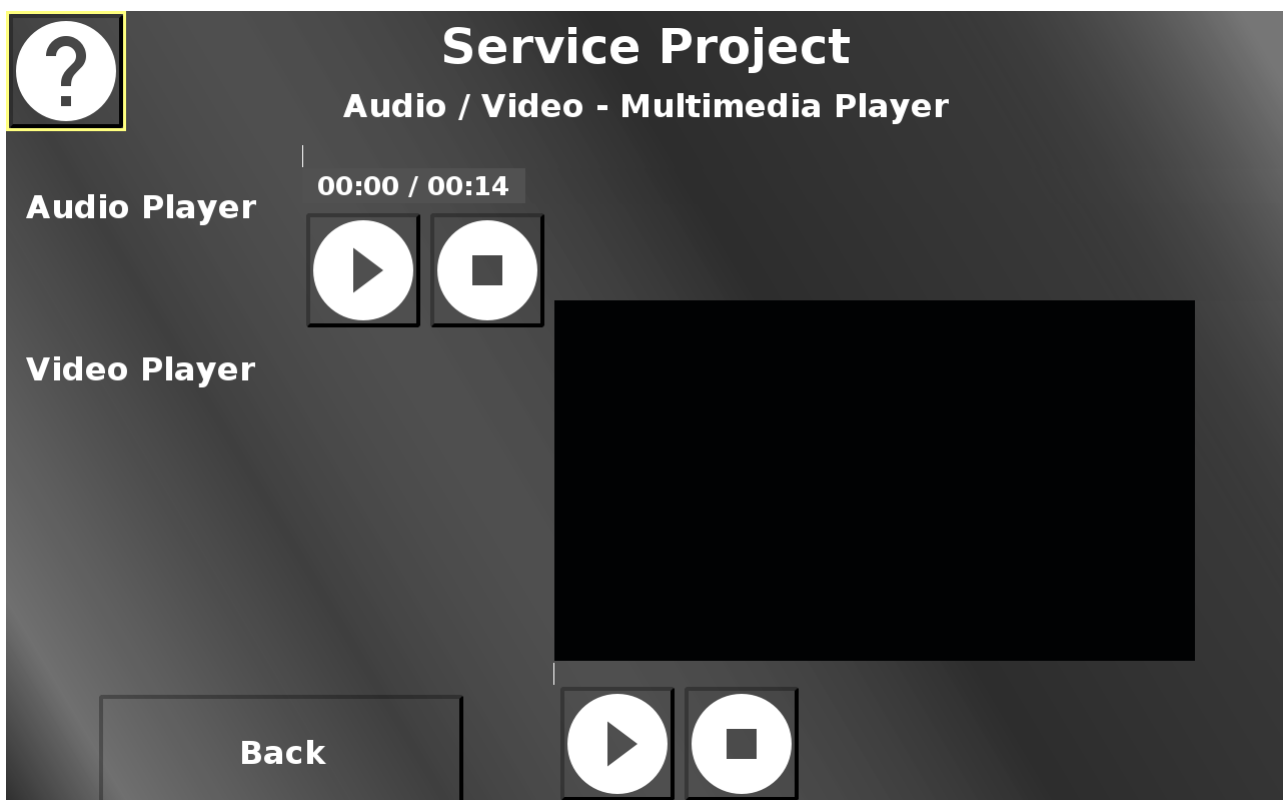 ?
Service Project
Audio / Video - Multimedia Player
00:00 / 00:14
Audio Player
Video Player
Back